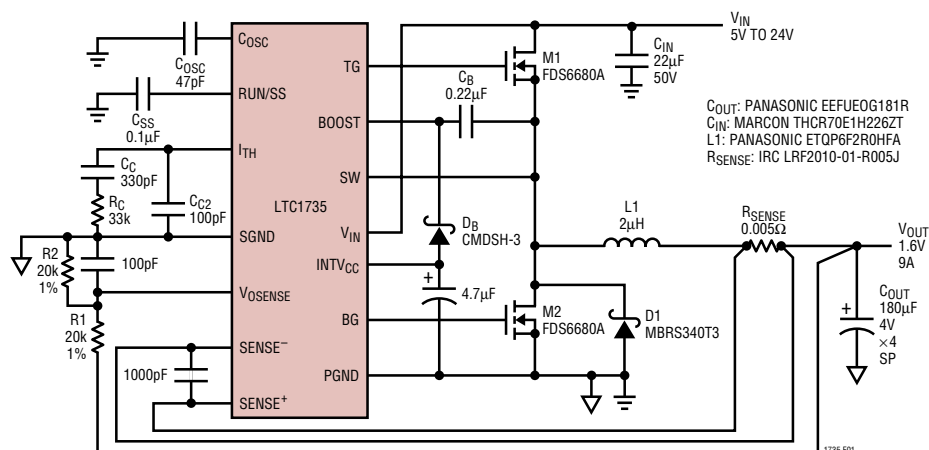 COSC
COSC
47pF
RUN/SS
CSS
0.1µF
ITH
CC
330pF
RC
33k
CC2
100pF
SGND
R2
20k
1%
100pF
VOSENSE
R1
20k
1%
SENSE–
1000pF
SENSE+
LTC1735
TG
BOOST
SW
VIN
INTVCC
BG
PGND
M1
FDS6680A
CB
0.22µF
DB
CMDSH-3
+
4.7µF
M2
FDS6680A
D1
MBRS340T3
L1
2µH
RSENSE
0.005Ω
CIN
22µF
50V
VIN
5V TO 24V
COUT: PANASONIC EEFUEOG181R
CIN: MARCON THCR70E1H226ZT
L1: PANASONIC ETQP6F2R0HFA
RSENSE: IRC LRF2010-01-R005J
VOUT
1.6V
9A
+
COUT
180µF
4V
×4
SP